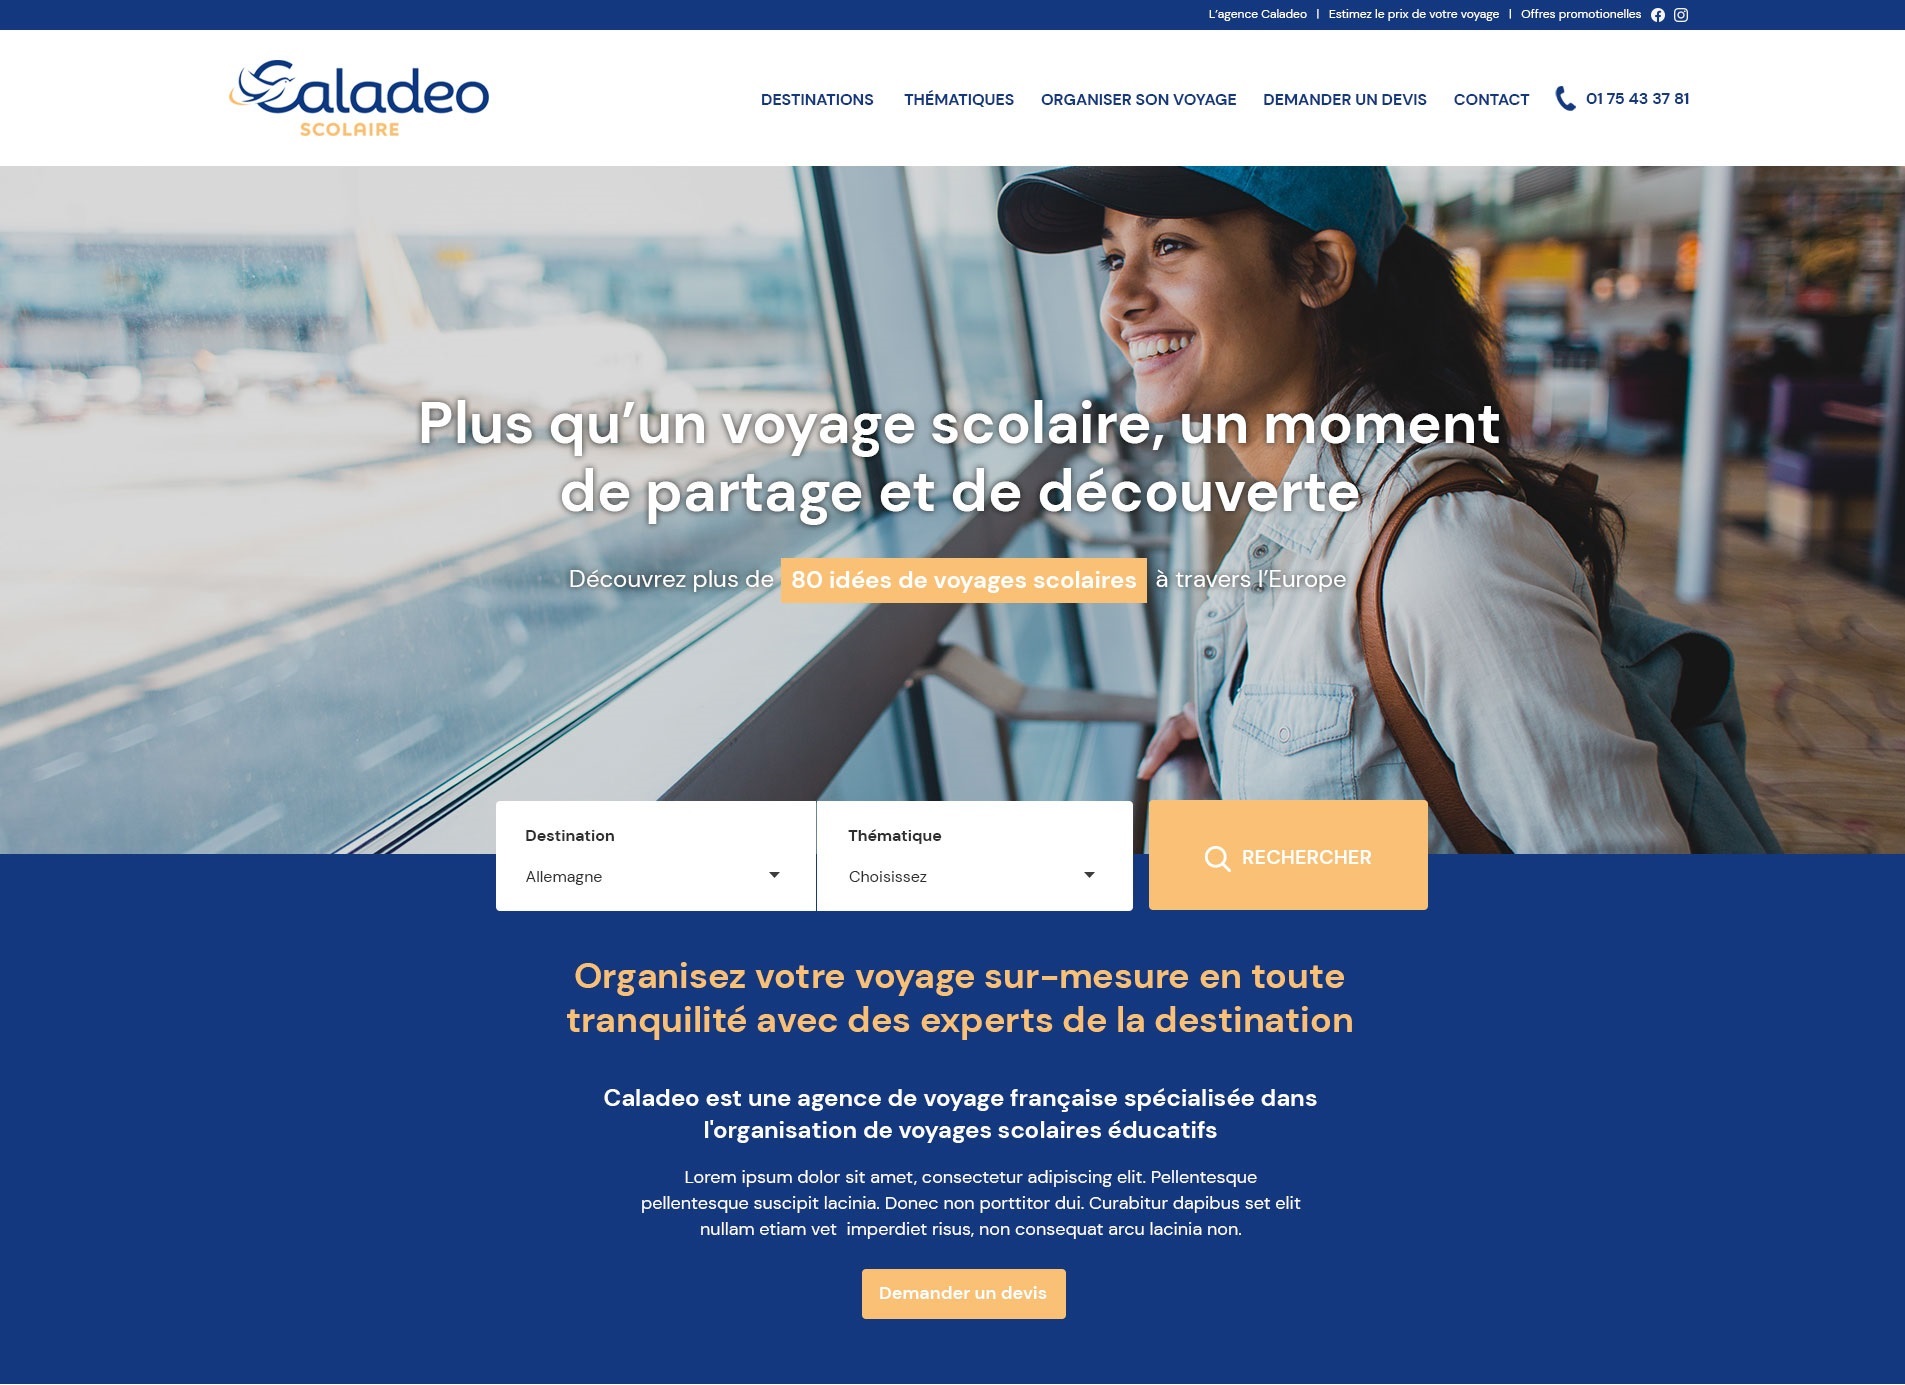 L’agence Caladeo | Estimez le prix de votre voyage | Offres promotionelles
Caladeo
SCOLAIRE
DESTINATIONS THÉMATIQUES ORGANISER SON VOYAGE DEMANDER UN DEVIS CONTACT 01 75 43 37 81
Plus qu’un voyage scolaire, un moment
de partage et de découverte
Découvrez plus de 80 idées de voyages scolaires à travers l’Europe
Destination
Allemagne
Thématique
Choisissez
RECHERCHER
Organisez votre voyage sur-mesure en toute
tranquilité avec des experts de la destination
Caladeo est une agence de voyage française spécialisée dans
l'organisation de voyages scolaires éducatifs
Lorem ipsum dolor sit amet, consectetur adipiscing elit. Pellentesque
pellentesque suscipit lacinia. Donec non porttitor dui. Curabitur dapibus set elit
nullam etiam vet  imperdiet risus, non consequat arcu lacinia non.
Demander un devis